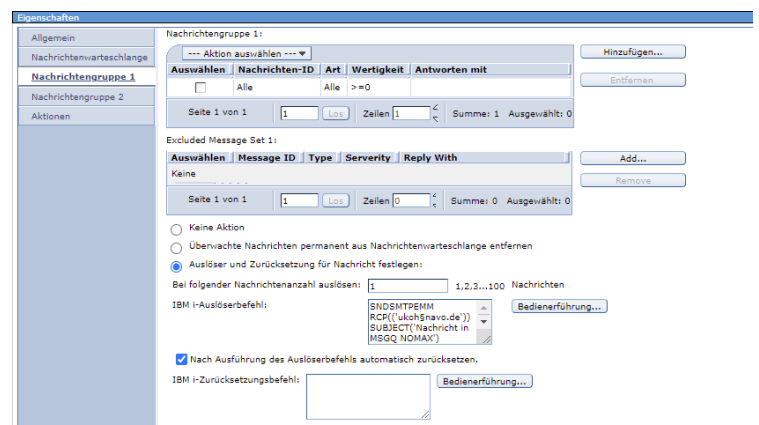 Eigenschaften
Allgemein
Nachrichtenwarteschlange
Nachrichtengruppe 1
Nachrichtengruppe 2
Aktionen
Nachrichtengruppe 1:
--- Aktion auswählen ---
Hinzufügen...
Auswählen Nachrichten-ID Art Wertigkeit Antworten mit
Entfernen
Alle Alle >=0
Seite 1 von 1 1 Los Zeilen 1 Summe: 1 Ausgewählt: 0
Excluded Message Set 1:
Auswählen Message ID Type Serverity Reply With
Add...
Keine
Remove
Seite 1 von 1 1 Los Zeilen 0 Summe: 0 Ausgewählt: 0
Keine Aktion
Überwachte Nachrichten permanent aus Nachrichtenwarteschlange entfernen
Auslöser und Zurücksetzung für Nachricht festlegen:
Bei folgender Nachrichtenanzahl auslösen: 1 1,2,3...100 Nachrichten
IBM i-Auslöserbefehl:
SNDSMTPEMM
RCP(('ukoh§navo.de'))
SUBJECT('Nachricht in
MSGQ NOMAX')
Bedienerführung...
Nach Ausführung des Auslöserbefehls automatisch zurücksetzen.
IBM i-Zurücksetzungsbefehl:
Bedienerführung...